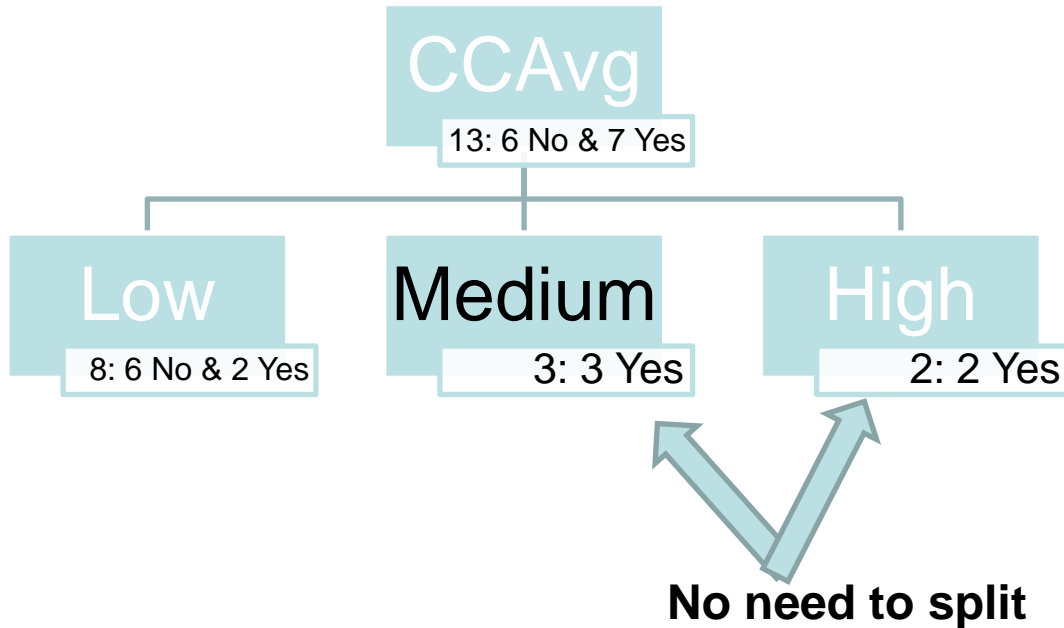 CCAvg
13: 6 No & 7 Yes
Low
8: 6 No & 2 Yes
Medium
3: 3 Yes
High
2: 2 Yes
No need to split